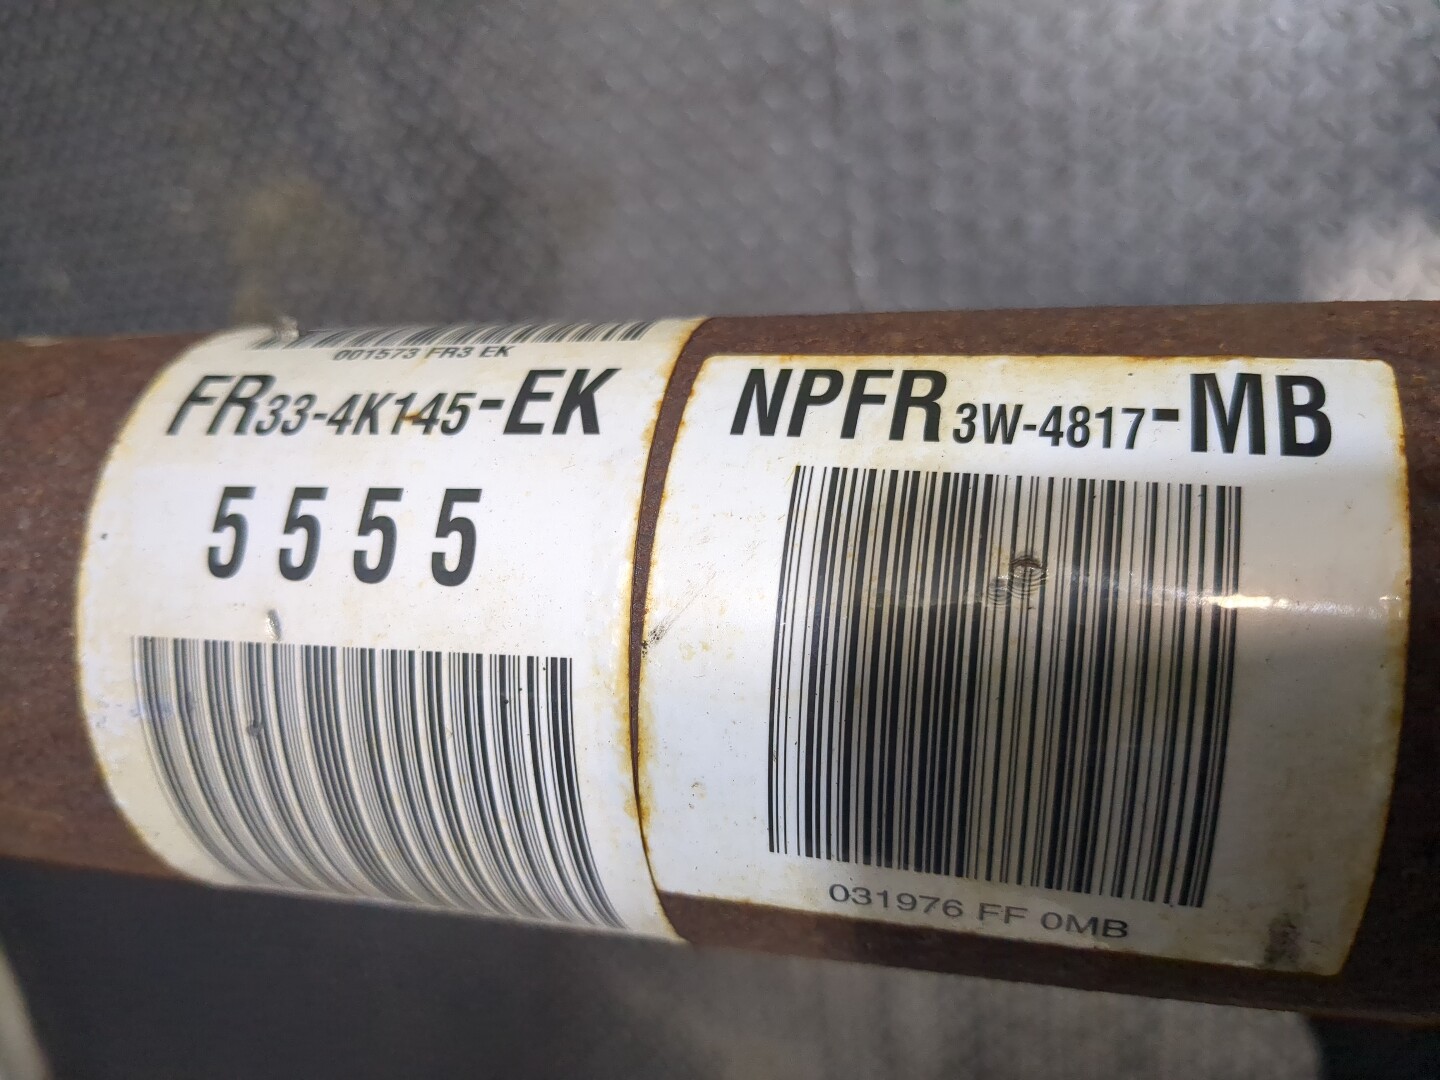 001573 FR3 EK
FR33-4K145-EK
5555
NPFR3W-4817-MB
031976 FF 0MB